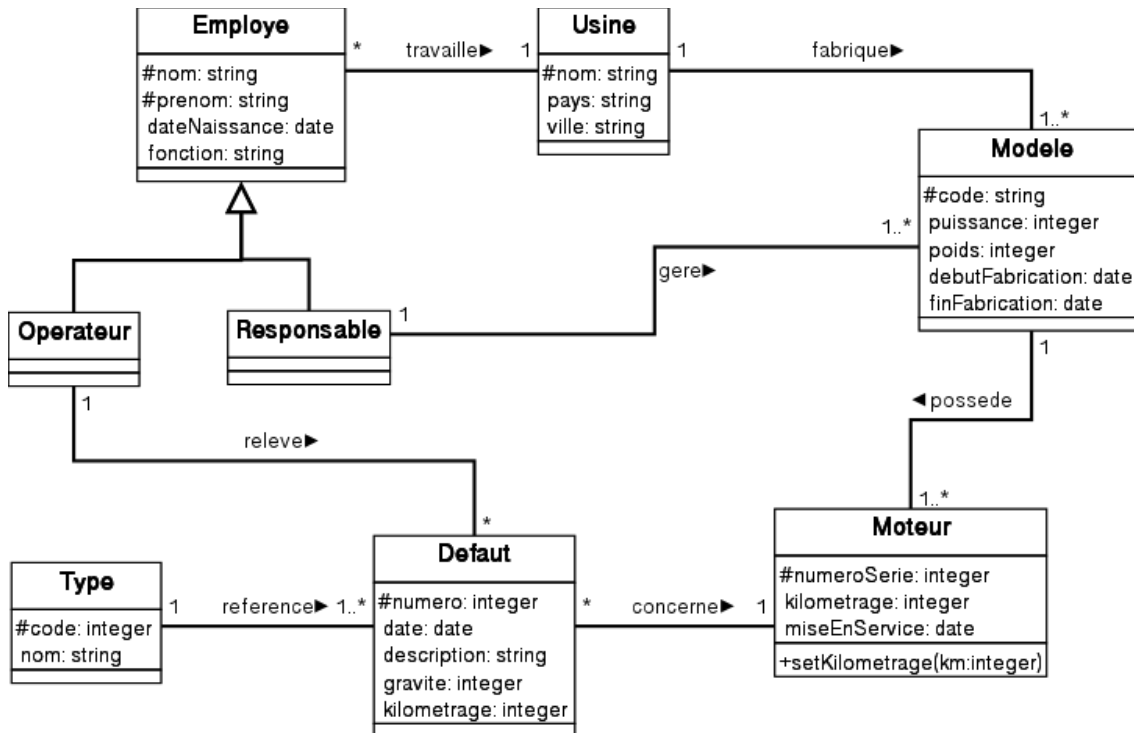 Employe
#nom: string
#prenom: string
dateNaissance: date
fonction: string
* travaille► 1
Usine
#nom: string
pays: string
ville: string
1 fabrique► 1..*
Modele
#code: string
puissance: integer
poids: integer
debutFabrication: date
finFabrication: date
Operateur
Responsable
1 gere► 1..*
1
◄possede
1..*
1
releve►
*
Type
#code: integer
nom: string
1 reference► 1..*
Defaut
#numero: integer
date: date
description: string
gravite: integer
kilometrage: integer
* concerne► 1
Moteur
#numeroSerie: integer
kilometrage: integer
miseEnService: date
+setKilometrage(km:integer)